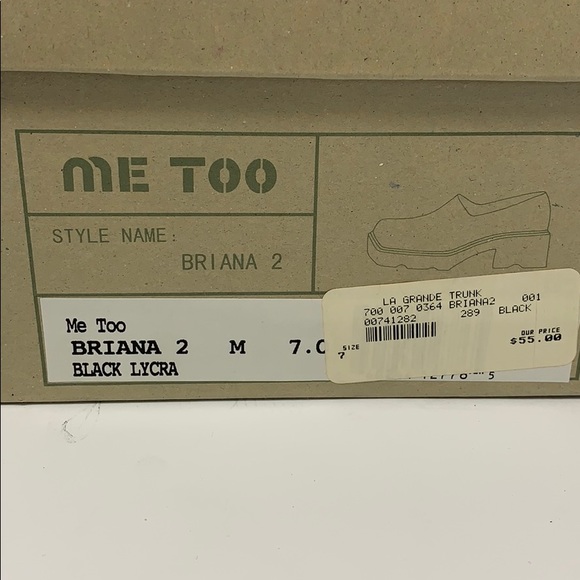 ME TOO
STYLE NAME:
BRIANA 2
Me Too
BRIANA 2 M 7.0
BLACK LYCRA
LA GRANDE TRUNK
700 007 0364 BRIANA2 001
00741282 289 BLACK
SIZE
7
OUR PRICE
$55.00
5